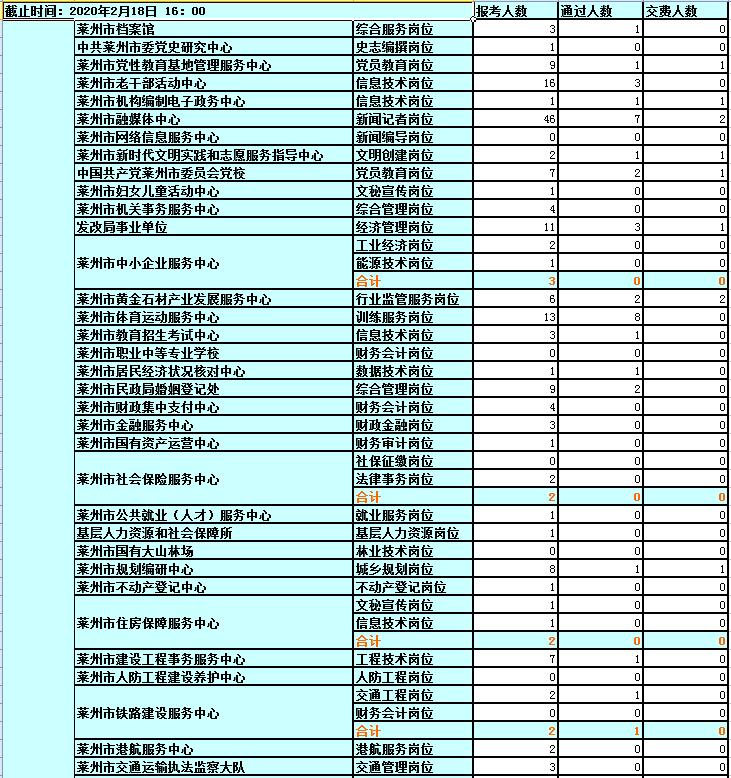 截止时间：2020年2月18日 16：00 报考人数 通过人数 交费人数
莱州市档案馆 综合服务岗位 3 1 0
中共莱州市委党史研究中心 史志编撰岗位 1 0 0
莱州市党性教育基地管理服务中心 党员教育岗位 9 1 1
莱州市老干部活动中心 信息技术岗位 16 3 0
莱州市机构编制电子政务中心 信息技术岗位 1 1 1
莱州市融媒体中心 新闻记者岗位 46 7 2
莱州市网络信息服务中心 新闻编导岗位 0 0 0
莱州市新时代文明实践和志愿服务指导中心 文明创建岗位 2 1 1
中国共产党莱州市委员会党校 党员教育岗位 7 2 1
莱州市妇女儿童活动中心 文秘宣传岗位 1 0 0
莱州市机关事务服务中心 综合管理岗位 4 0 0
发改局事业单位 经济管理岗位 11 3 1
莱州市中小企业服务中心 工业经济岗位 2 0 0
能源技术岗位 1 0 0
合计 3 0 0
莱州市黄金石材产业发展服务中心 行业监管服务岗位 6 2 2
莱州市体育运动服务中心 训练服务岗位 13 8 0
莱州市教育招生考试中心 信息技术岗位 3 1 0
莱州市职业中等专业学校 财务会计岗位 0 0 0
莱州市居民经济状况核对中心 数据技术岗位 1 1 0
莱州市民政局婚姻登记处 综合管理岗位 9 2 0
莱州市财政集中支付中心 财务会计岗位 4 0 0
莱州市金融服务中心 财政金融岗位 3 0 0
莱州市国有资产运营中心 财务审计岗位 1 0 0
莱州市社会保险服务中心 社保征缴岗位 0 0 0
法律事务岗位 2 0 0
合计 2 0 0
莱州市公共就业（人才）服务中心 就业服务岗位 1 0 0
基层人力资源和社会保障所 基层人力资源岗位 1 0 0
莱州市国有大山林场 林业技术岗位 0 0 0
莱州市规划编研中心 城乡规划岗位 8 1 1
莱州市不动产登记中心 不动产登记岗位 1 0 0
莱州市住房保障服务中心 文秘宣传岗位 1 0 0
信息技术岗位 1 0 0
合计 2 0 0
莱州市建设工程事务服务中心 工程技术岗位 7 1 0
莱州市人防工程建设养护中心 人防工程岗位 0 0 0
莱州市铁路建设服务中心 交通工程岗位 2 1 0
财务会计岗位 0 0 0
合计 2 1 0
莱州市港航服务中心 港航服务岗位 2 0 0
莱州市交通运输执法监察大队 交通管理岗位 3 0 0